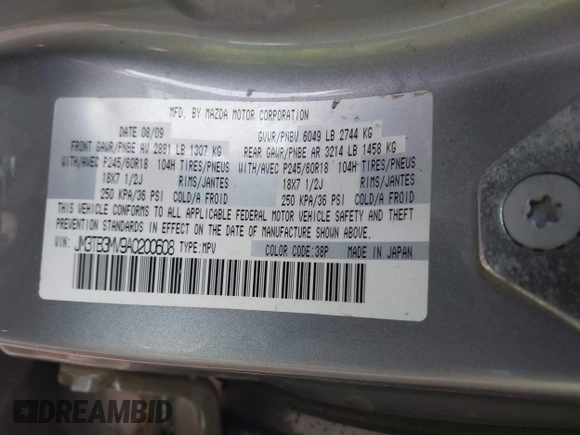 MFD. BY MAZDA MOTOR CORPORATION
DATE 08/09 GVWR/PNBV 6049 LB 2744 KG
FRONT GAWR/PNBE AV 2881 LB 1307 KG REAR GAWR/PNBE AR 3214 LB 1458 KG
WITH/AVEC P245/60R18 104H TIRES/PNEUS WITH/AVEC P245/60R18 104H TIRES/PNEUS
18X7 1/2J RIMS/JANTES 18X7 1/2J RIMS/JANTES
250 KPA/36 PSI COLD/A FROID 250 KPA/36 PSI COLD/A FROID
THIS VEHICLE CONFORMS TO ALL APPLICABLE FEDERAL MOTOR VEHICLE SAFETY AND THEFT
PREVENTION STANDARDS IN EFFECT ON THE DATE OF MANUFACTURE SHOWN ABOVE.
VIN: JM3TB3MV9A0200608 TYPE:MPV COLOR CODE:38P MADE IN JAPAN
DREAMBID